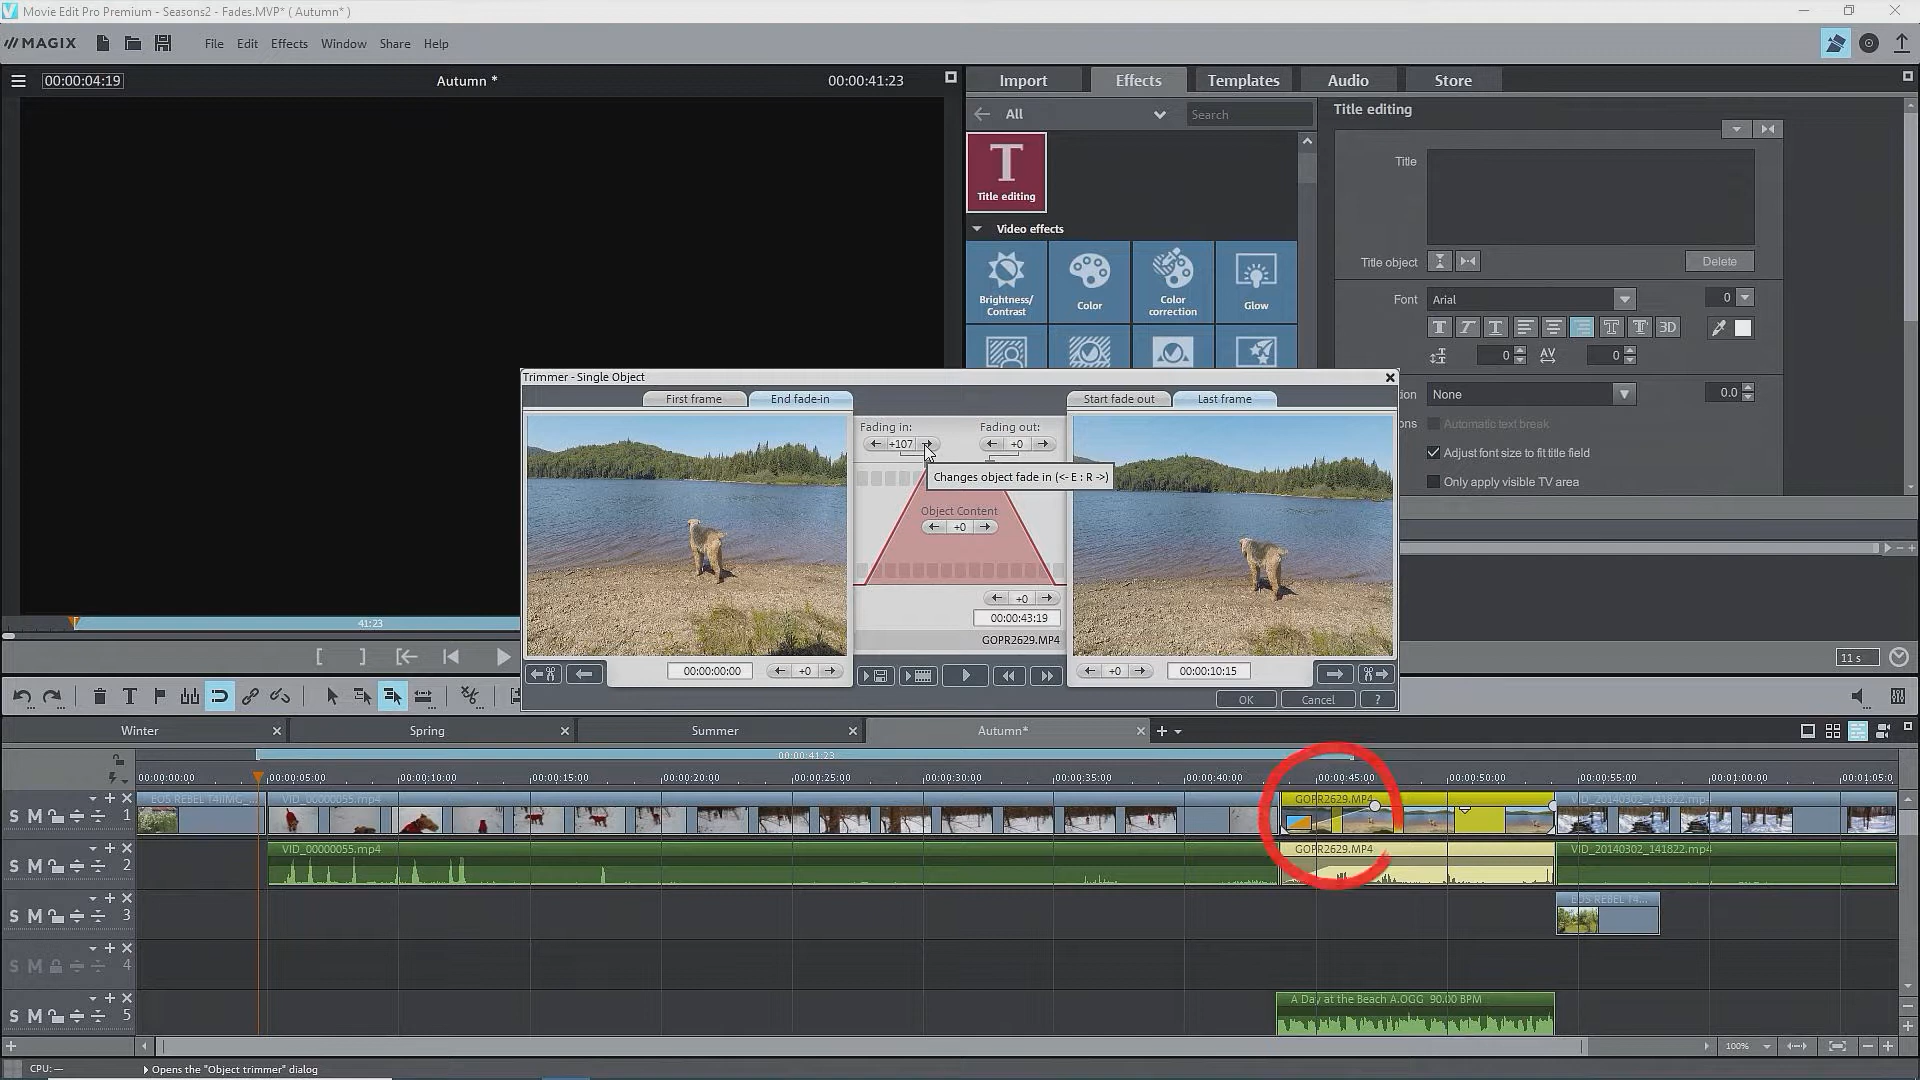 Movie Edit Pro Premium - Seasons2 - Fades.MVP* ( Autumn* )
MAGIX File Edit Effects Window Share Help
00:00:04:19 Autumn * 00:00:41:23
Import Effects Templates Audio Store
All Search
Title editing
Title editing
Title
Video effects
Title object Delete
Brightness/
Contrast
Color
Color
correction
Glow
Font Arial 0
3D
0 AV 0
None 0.0
Automatic text break
Adjust font size to fit title field
Only apply visible TV area
Trimmer - Single Object
First frame End fade-in Start fade out Last frame
Fading in: Fading out:
+107 +0
Changes object fade in (<- E : R ->)
Object Content
+0
+0
00:00:43:19
GOPR2629.MP4
00:00:00:00 +0 +0 00:00:10:15
OK Cancel ?
41:23
11 s
Winter Spring Summer Autumn*
00:00:41:23
00:00:00:00 00:00:05:00 00:00:10:00 00:00:15:00 00:00:20:00 00:00:25:00 00:00:30:00 00:00:35:00 00:00:40:00 00:00:45:00 00:00:50:00 00:00:55:00 00:01:00:00 00:01:05:0
S M 1 EOS REBEL T4IIMG_... VID_00000055.mp4 GOPR2629.MP4 VID_20140302_141822.mp4
S M 2 VID_00000055.mp4 GOPR2629.MP4 VID_20140302_141822.mp4
S M 3 EOS REBEL T4...
S M 4
S M 5 A Day at the Beach A.OGG 90.00 BPM
100%
CPU: — Opens the "Object trimmer" dialog